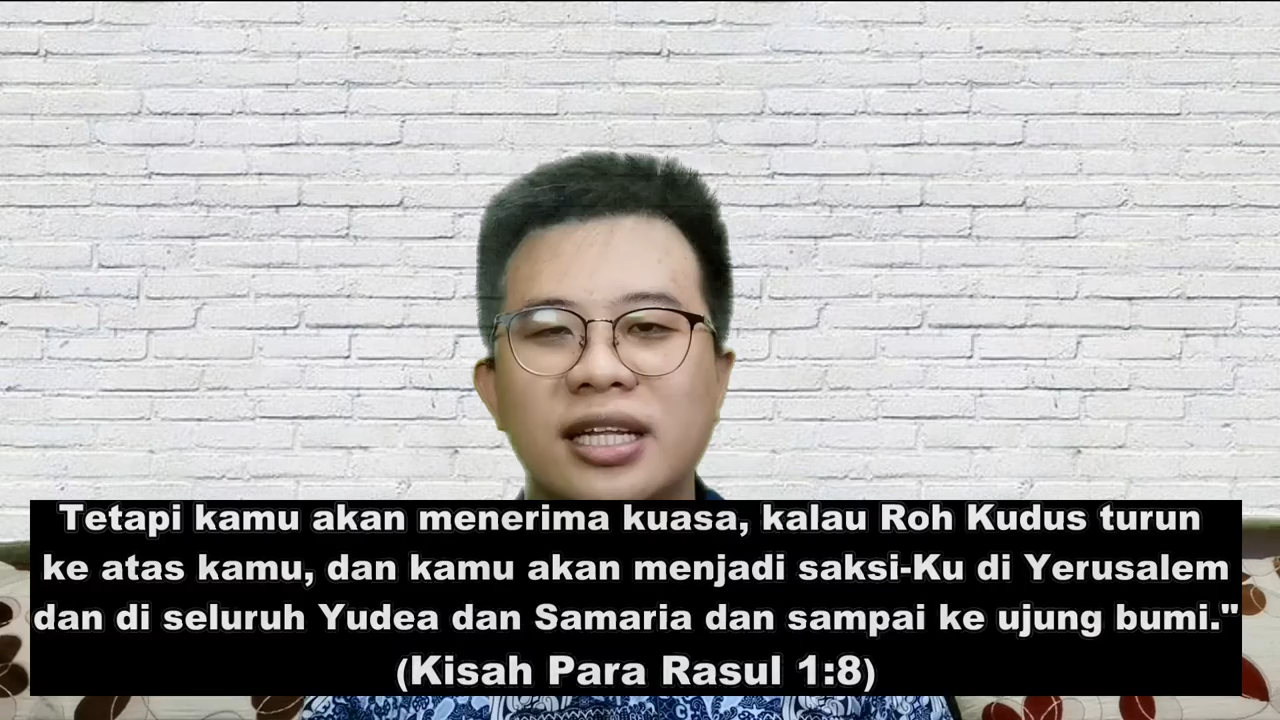 Tetapi kamu akan menerima kuasa, kalau Roh Kudus turun
ke atas kamu, dan kamu akan menjadi saksi-Ku di Yerusalem
dan di seluruh Yudea dan Samaria dan sampai ke ujung bumi."
(Kisah Para Rasul 1:8)